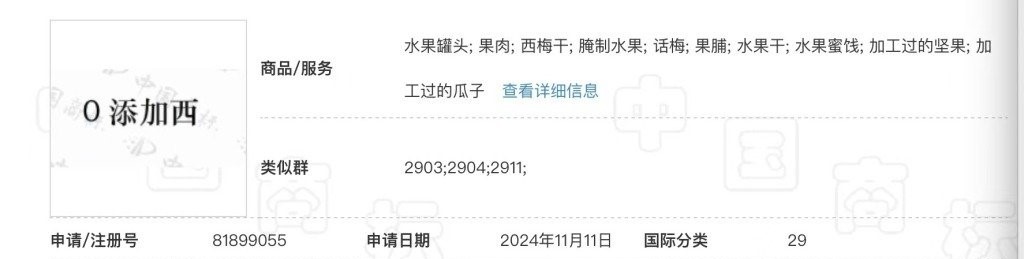 水果罐头; 果肉; 西梅干; 腌制水果; 话梅; 果脯; 水果干; 水果蜜饯; 加工过的坚果; 加
商品/服务
工过的瓜子 查看详细信息
0 添加西
类似群 2903;2904;2911;
申请/注册号 81899055 申请日期 2024年11月11日 国际分类 29
中国商标